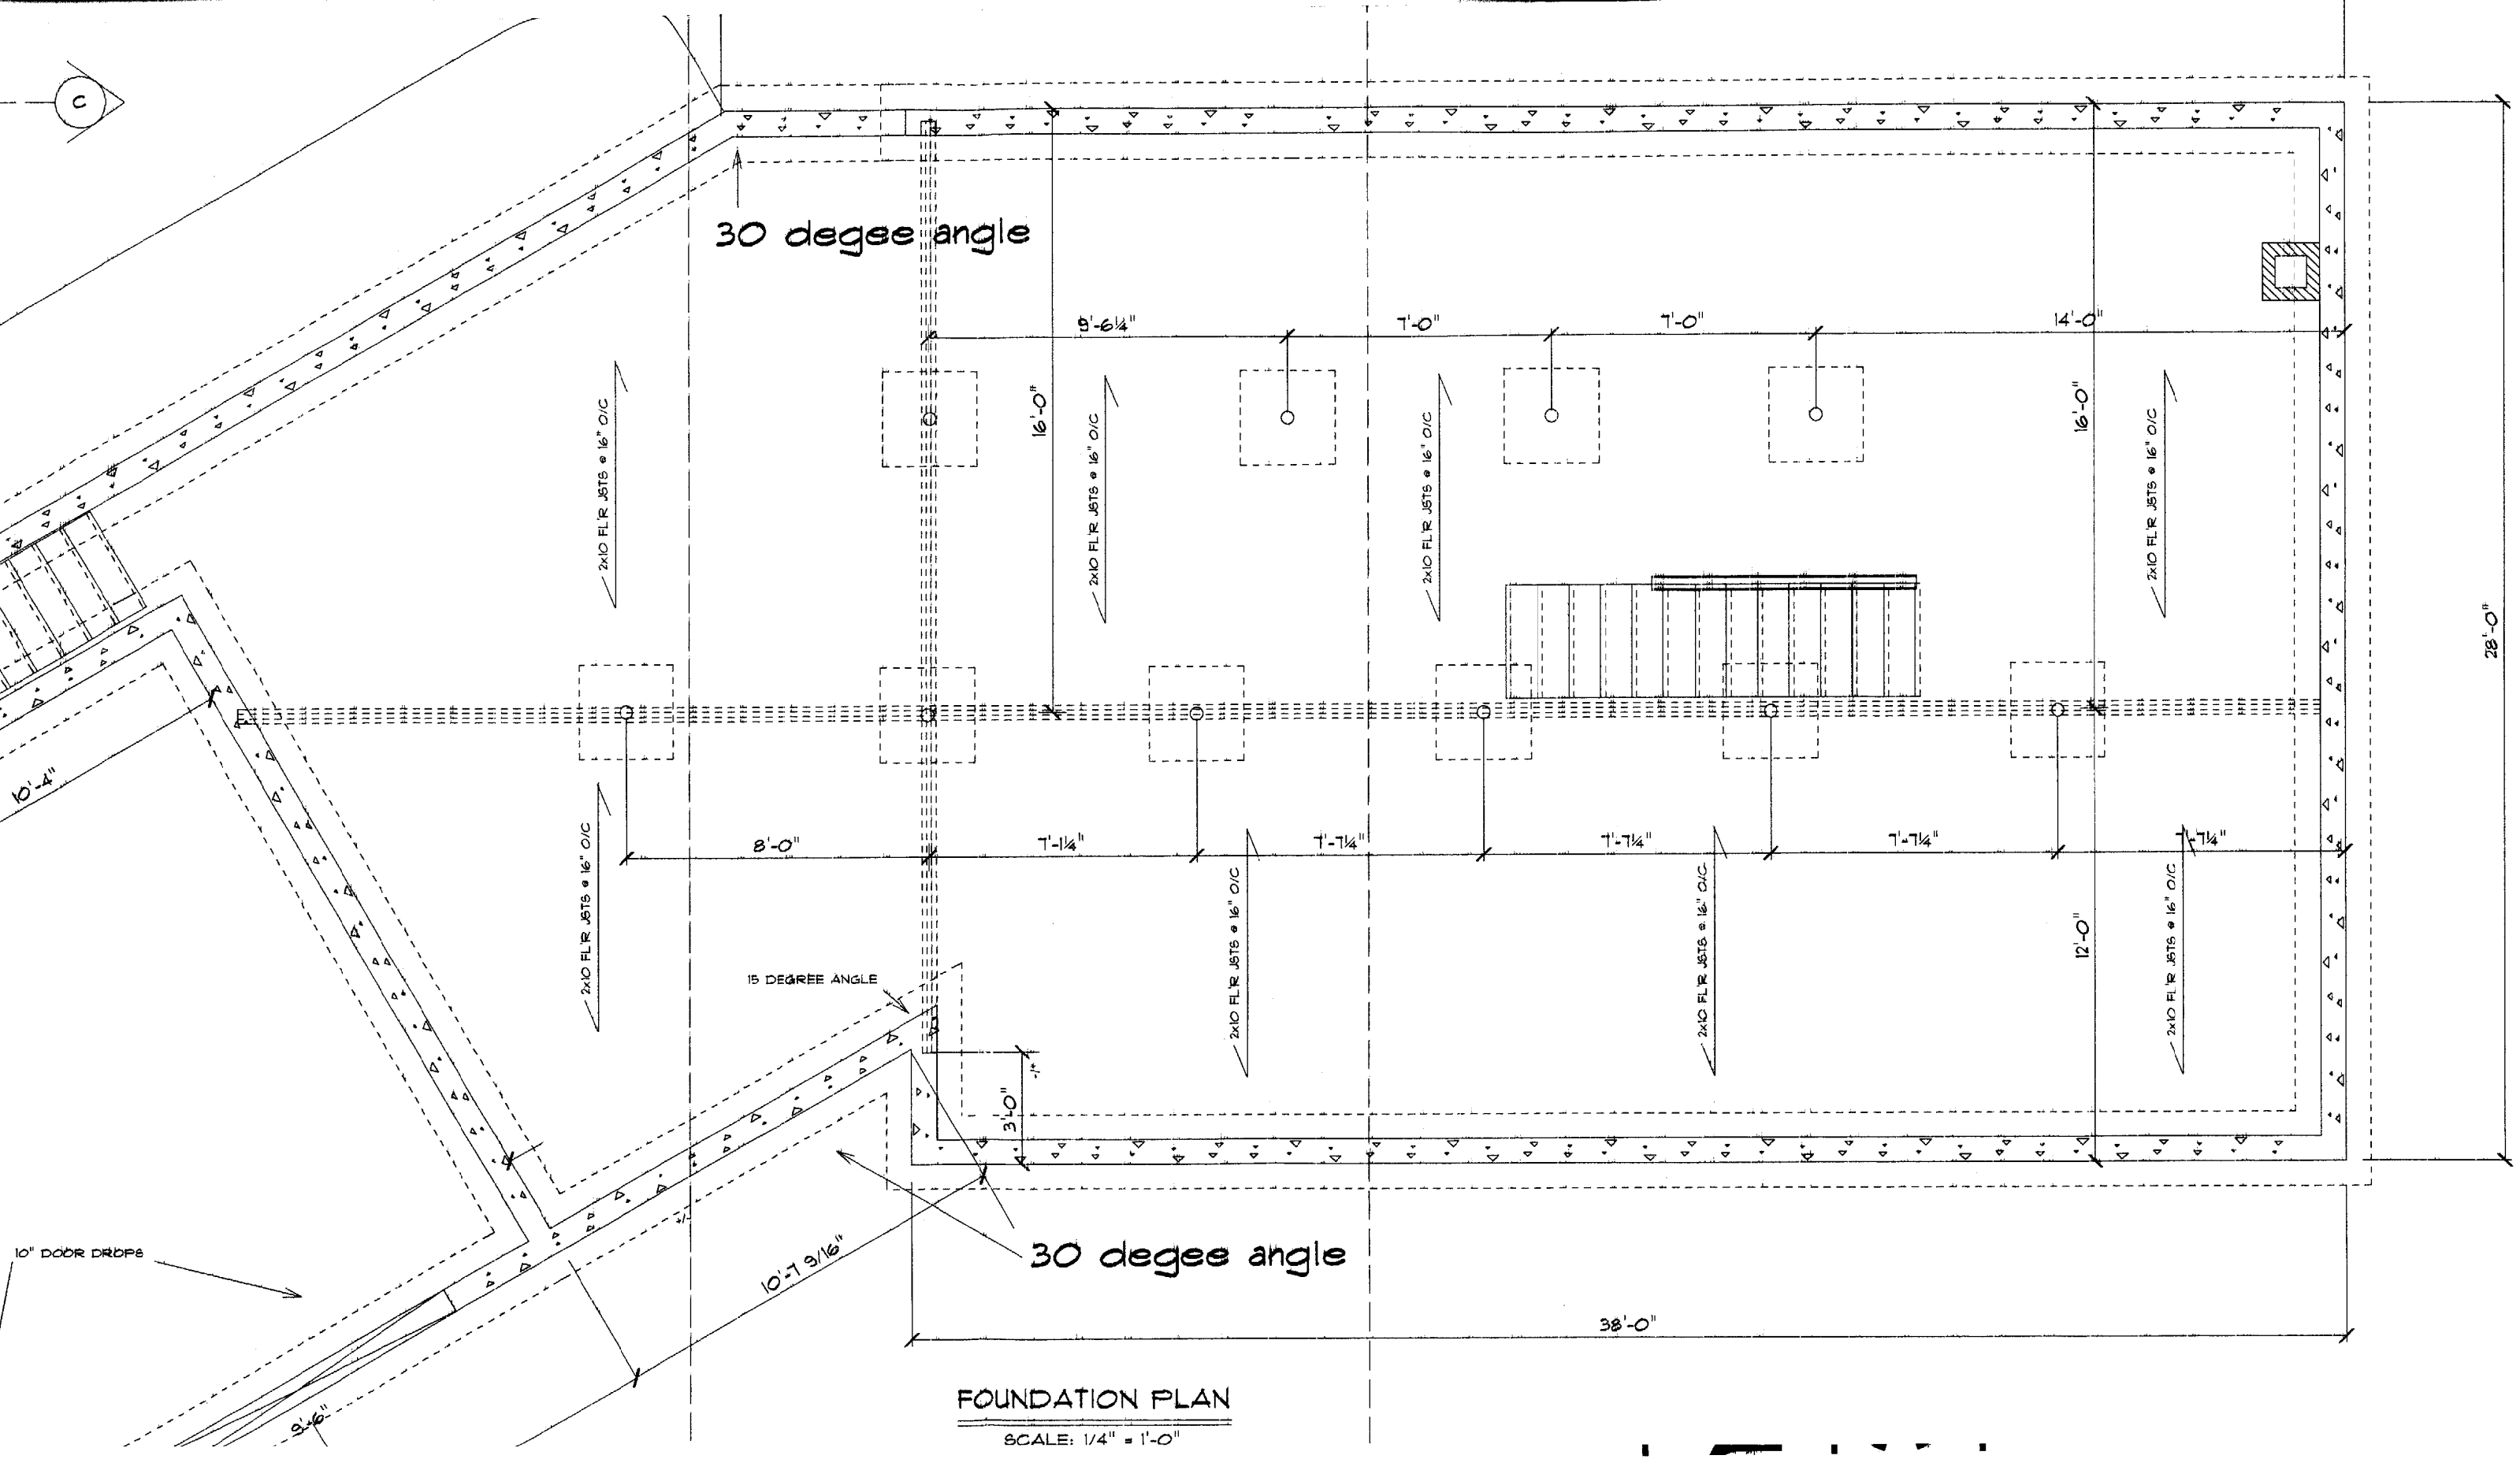 C
30 degee angle
9'-6¼"
7'-0"
7'-0"
14'-0"
16'-0"
16'-0"
2x10 FL'R JSTS @ 16" O/C
2x10 FL'R JSTS @ 16" O/C
2x10 FL'R JSTS @ 16" O/C
2x10 FL'R JSTS @ 16" O/C
28'-0"
10'-4"
8'-0"
7'-1¼"
7'-7¼"
7'-7¼"
7'-7¼"
7'-7¼"
2x10 FL'R JSTS @ 16" O/C
2x10 FL'R JSTS @ 16" O/C
2x10 FL'R JSTS @ 16" O/C
2x10 FL'R JSTS @ 16" O/C
12'-0"
15 DEGREE ANGLE
3'-0"
+/-
+/-
10" DOOR DROPS
30 degee angle
10'-7 9/16"
38'-0"
9'-6"
FOUNDATION PLAN
SCALE: 1/4" = 1'-0"